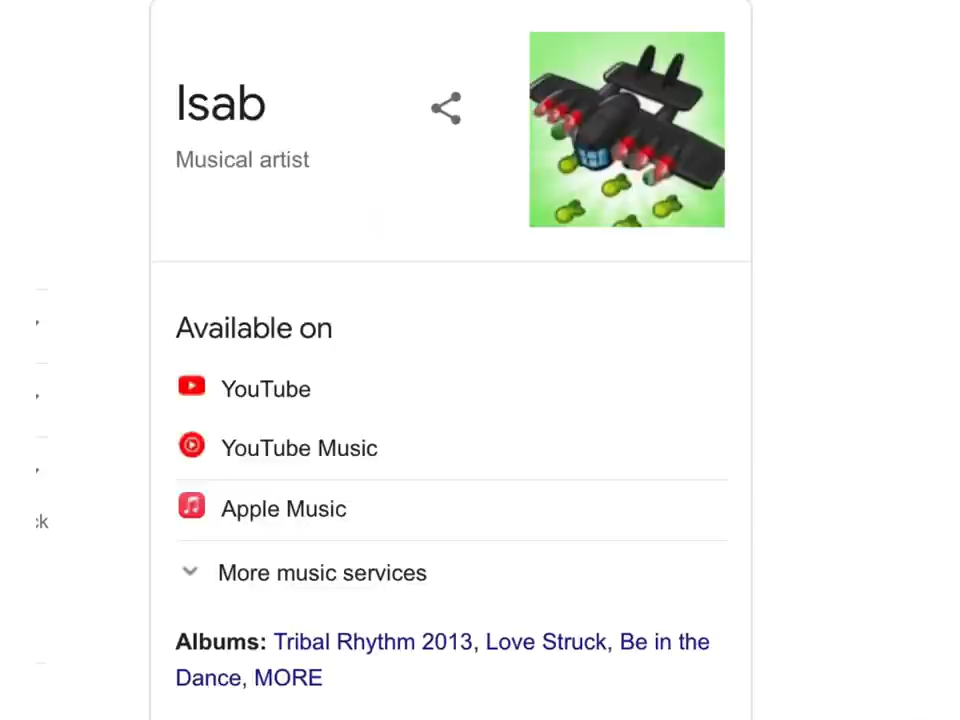 Isab
Musical artist
Available on
YouTube
YouTube Music
Apple Music
ck
More music services
Albums: Tribal Rhythm 2013, Love Struck, Be in the
Dance, MORE